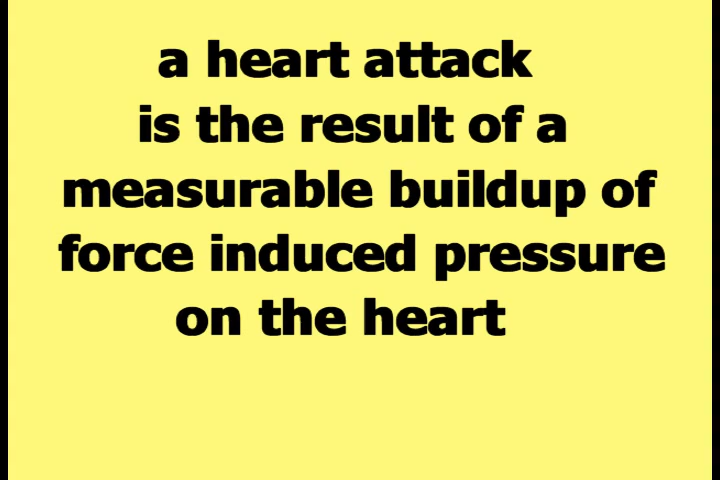 a heart attack
is the result of a
measurable buildup of
force induced pressure
on the heart